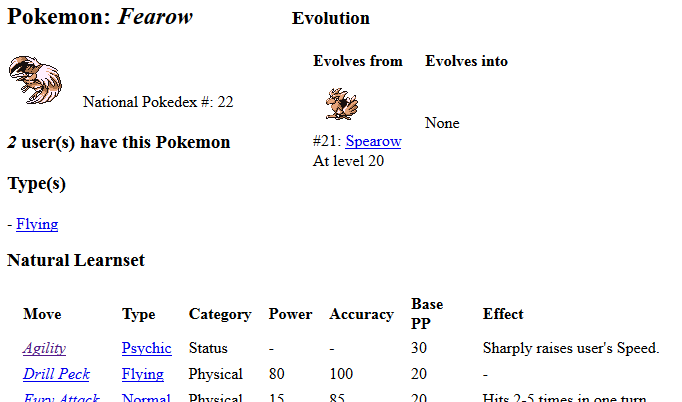 Pokemon: Fearow
Evolution
Evolves from Evolves into
National Pokedex #: 22
None
#21: Spearow
At level 20
2 user(s) have this Pokemon
Type(s)
- Flying
Natural Learnset
Move Type Category Power Accuracy Base PP Effect
Agility Psychic Status - - 30 Sharply raises user's Speed.
Drill Peck Flying Physical 80 100 20 -
Fury Attack Normal Physical 15 85 20 Hits 2-5 times in one turn